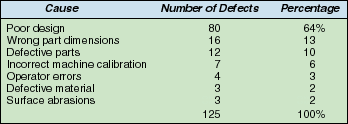 Cause Number of Defects Percentage
Poor design 80 64%
Wrong part dimensions 16 13
Defective parts 12 10
Incorrect machine calibration 7 6
Operator errors 4 3
Defective material 3 2
Surface abrasions 3 2
125 100%